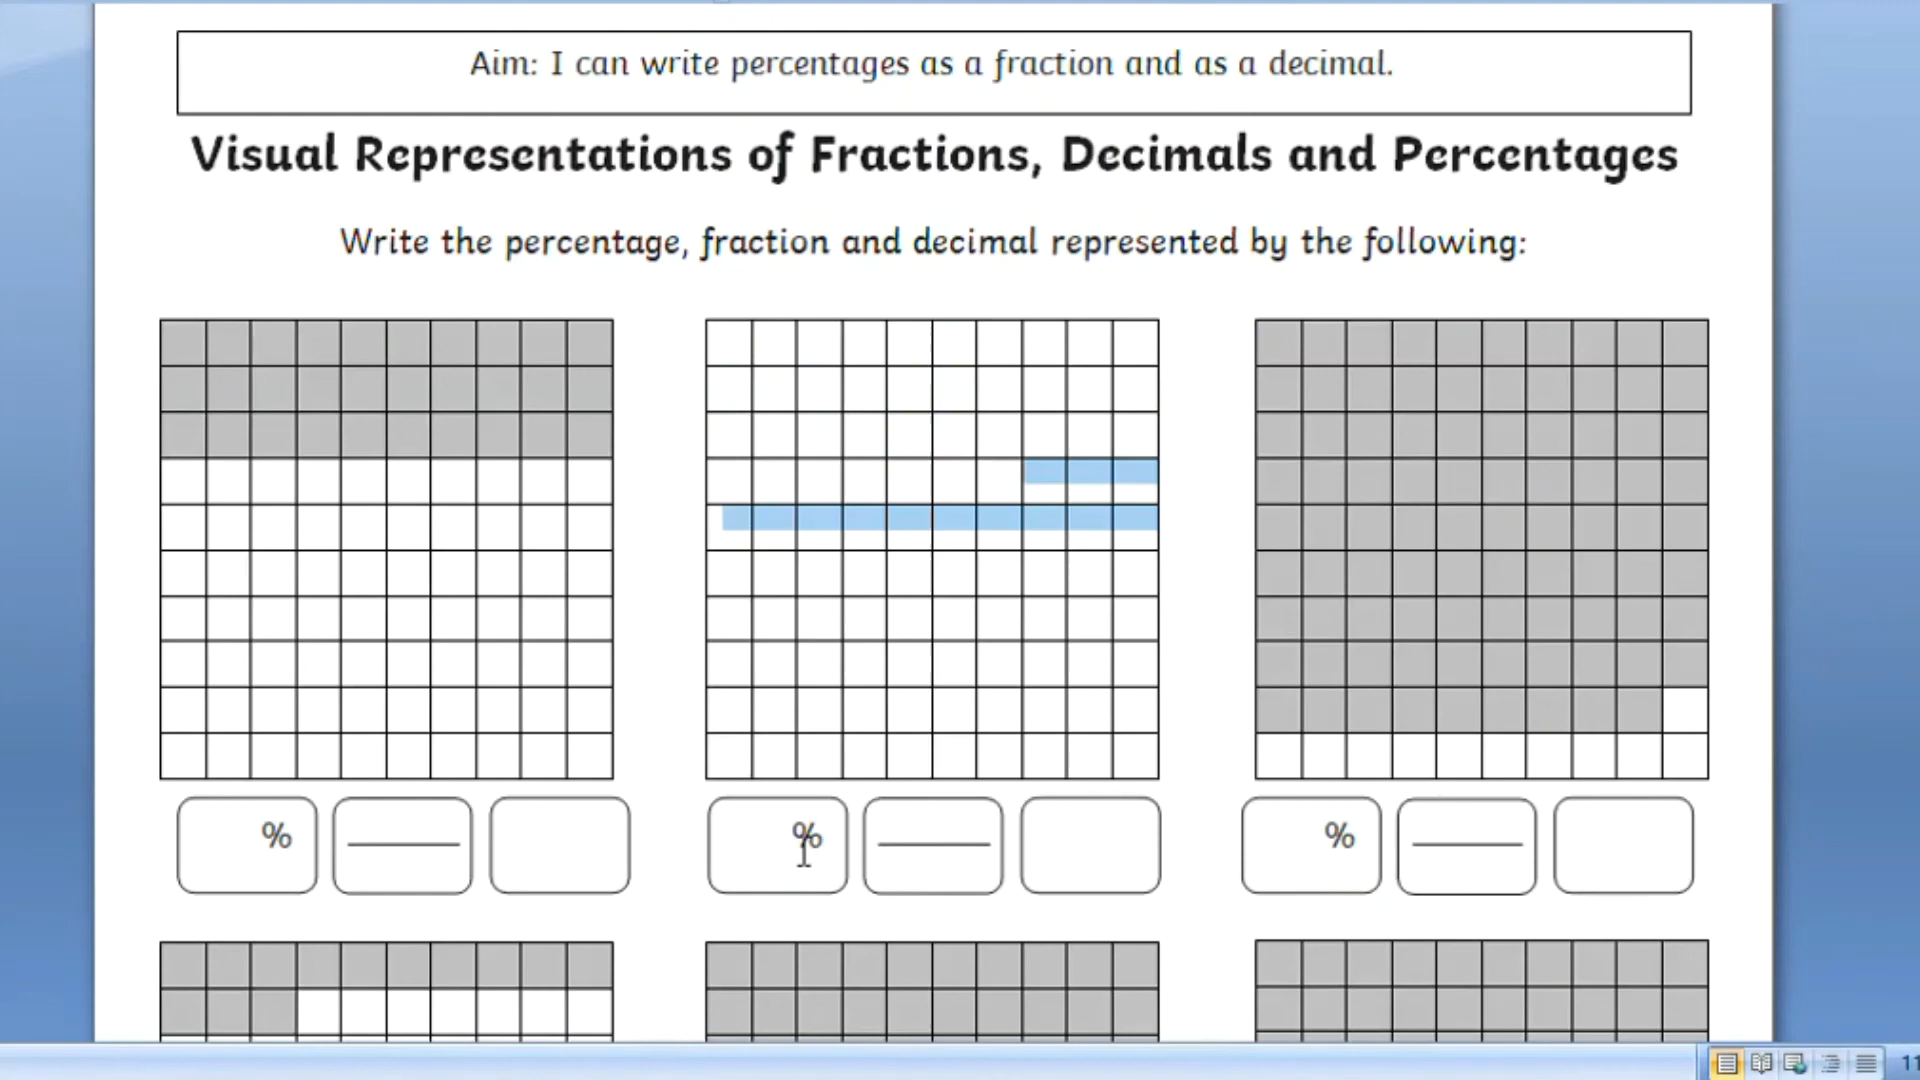 Aim: I can write percentages as a fraction and as a decimal.
Visual Representations of Fractions, Decimals and Percentages
Write the percentage, fraction and decimal represented by the following:
% % %
11